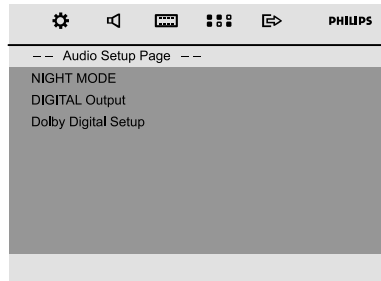 PHILIPS
-- Audio Setup Page --
NIGHT MODE
DIGITAL Output
Dolby Digital Setup